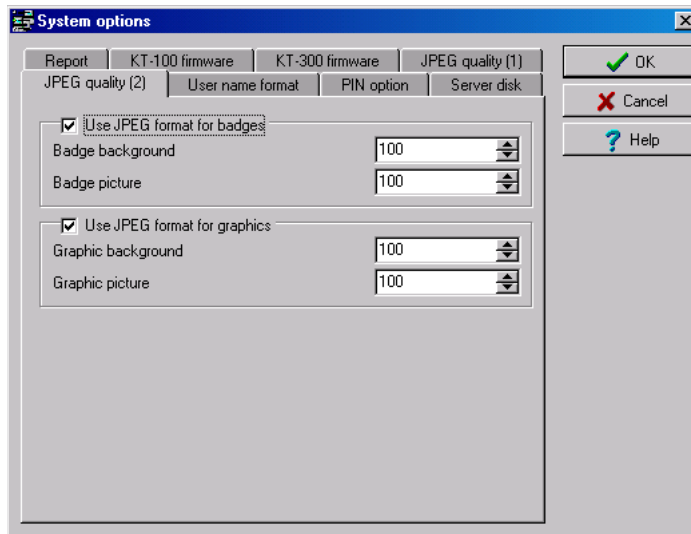 System options
Report KT-100 firmware KT-300 firmware JPEG quality (1)
JPEG quality (2) User name format PIN option Server disk
OK
Cancel
Help
Use JPEG format for badges
Badge background 100
Badge picture 100
Use JPEG format for graphics
Graphic background 100
Graphic picture 100